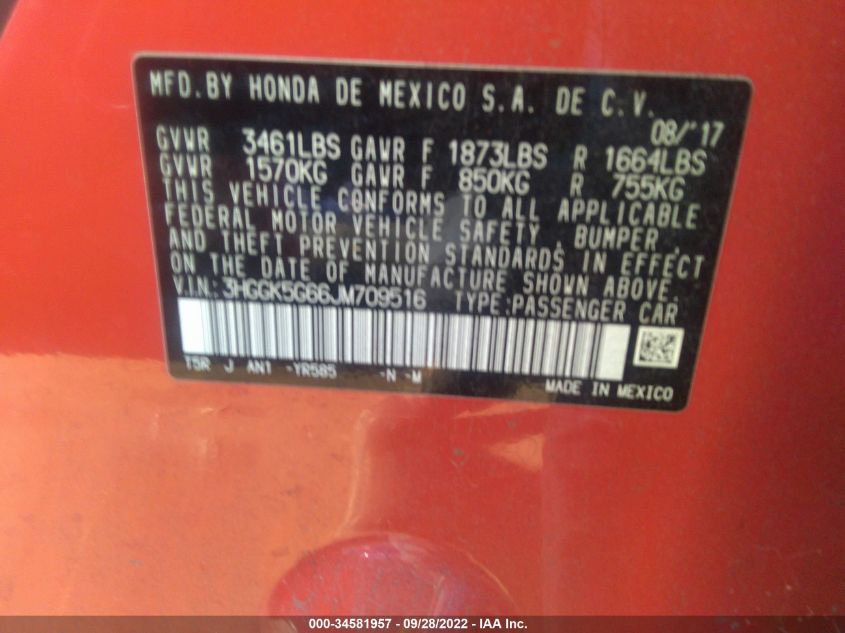 MFD. BY HONDA DE MEXICO S.A. DE C.V.
08/'17
GVWR 3461LBS GAWR F 1873LBS R 1664LBS
GVWR 1570KG GAWR F 850KG R 755KG
THIS VEHICLE CONFORMS TO ALL APPLICABLE
FEDERAL MOTOR VEHICLE SAFETY , BUMPER ,
AND THEFT PREVENTION STANDARDS IN EFFECT
ON THE DATE OF MANUFACTURE SHOWN ABOVE.
V.I.N.: 3HGGK5G66JM709516 TYPE:PASSENGER CAR
T5R J AN1 -YR585 -N -M
MADE IN MEXICO
000-34581957 - 09/28/2022 - IAA Inc.